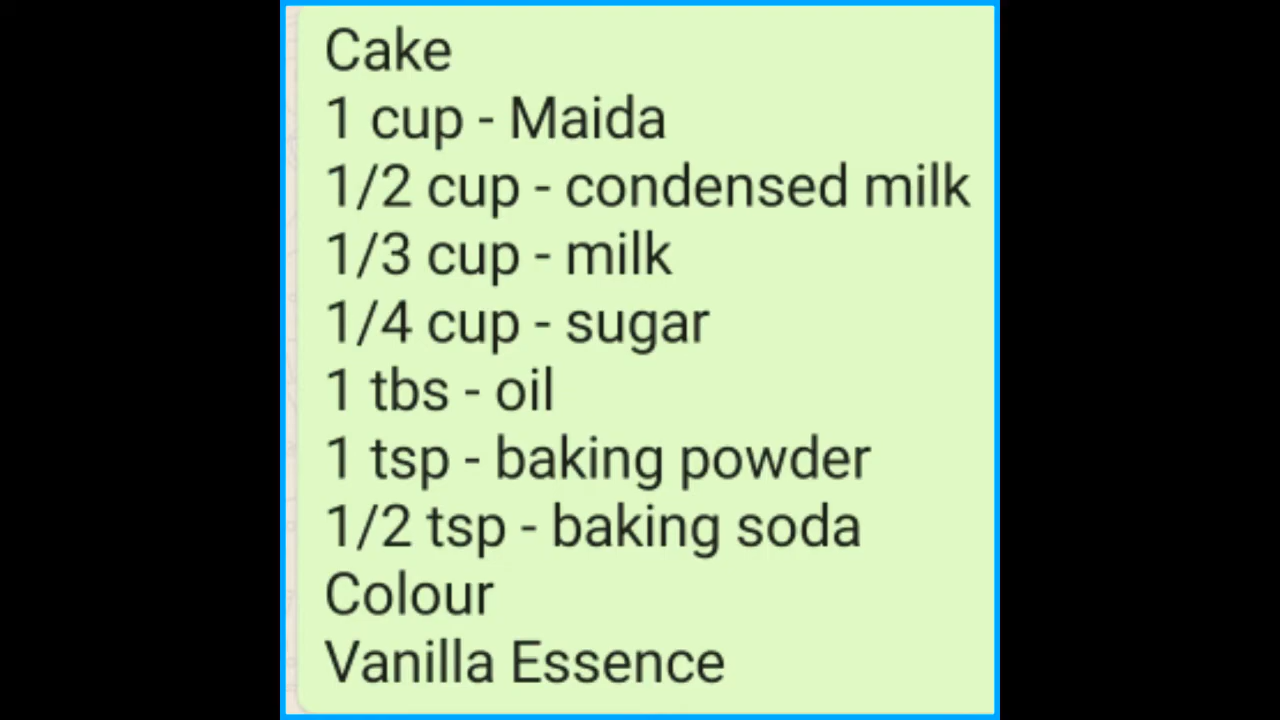 Cake
1 cup - Maida
1/2 cup - condensed milk
1/3 cup - milk
1/4 cup - sugar
1 tbs - oil
1 tsp - baking powder
1/2 tsp - baking soda
Colour
Vanilla Essence